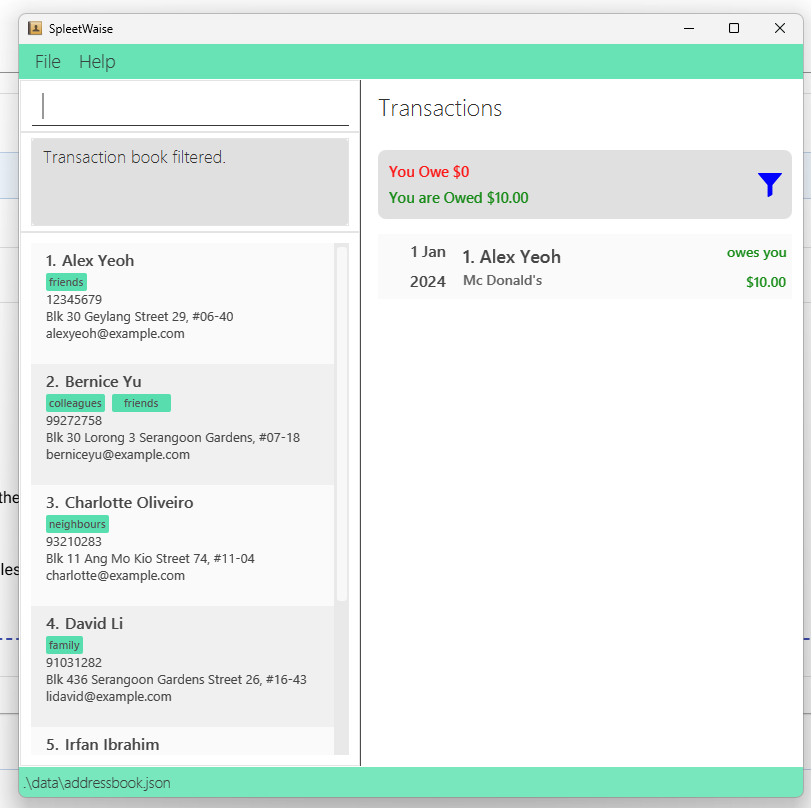 SpleetWaise
File Help
Transaction book filtered.
1. Alex Yeoh
friends
12345679
Blk 30 Geylang Street 29, #06-40
alexyeoh@example.com
2. Bernice Yu
colleagues friends
99272758
Blk 30 Lorong 3 Serangoon Gardens, #07-18
berniceyu@example.com
3. Charlotte Oliveiro
neighbours
93210283
Blk 11 Ang Mo Kio Street 74, #11-04
charlotte@example.com
4. David Li
family
91031282
Blk 436 Serangoon Gardens Street 26, #16-43
lidavid@example.com
5. Irfan Ibrahim
Transactions
You Owe $0
You are Owed $10.00
1 Jan
2024
1. Alex Yeoh
Mc Donald's
owes you
$10.00
.\data\addressbook.json
the
les